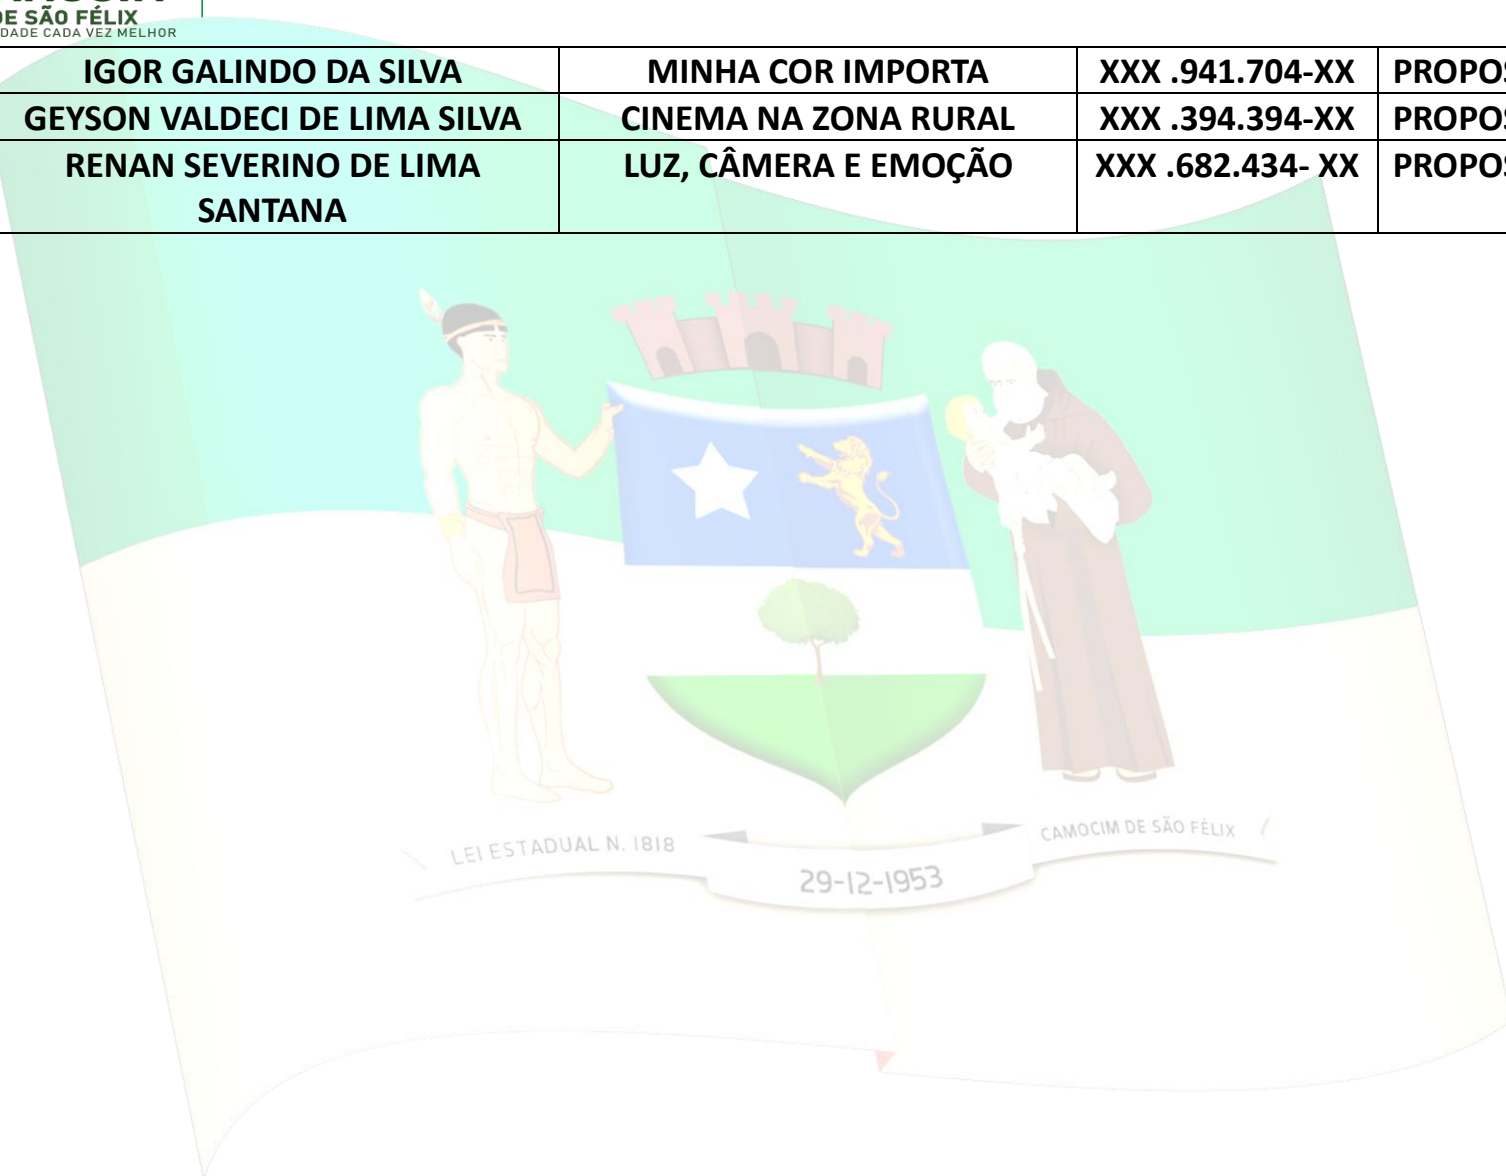 DE SÃO FÉLIX
DADE CADA VEZ MELHOR
IGOR GALINDO DA SILVA MINHA COR IMPORTA XXX .941.704-XX
GEYSON VALDECI DE LIMA SILVA CINEMA NA ZONA RURAL XXX .394.394-XX
RENAN SEVERINO DE LIMA LUZ, CÂMERA E EMOÇÃO XXX .682.434- XX
SANTANA
LEI ESTADUAL N. 1818
29-12-1953
CAMOCIM DE SÃO FÉLIX